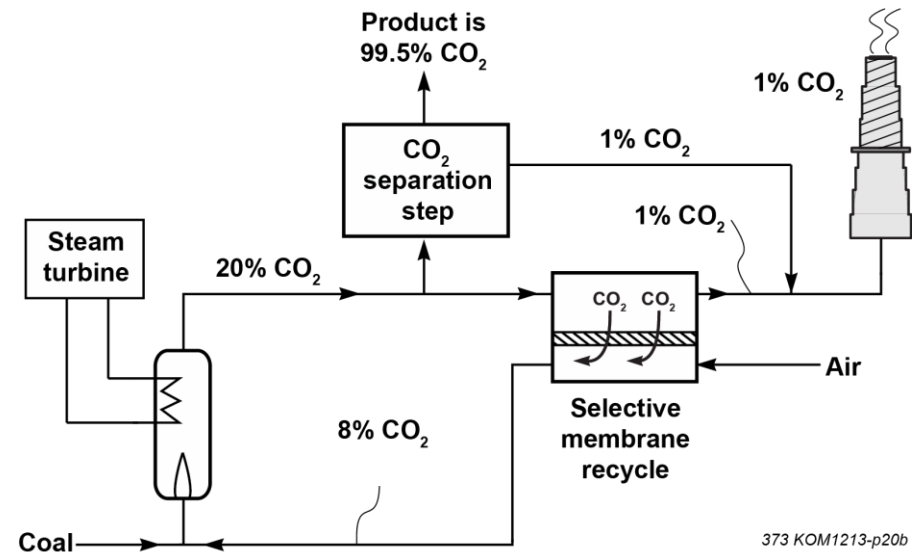 Product is
99.5% CO₂
1% CO₂
CO₂
separation
step
1% CO₂
1% CO₂
Steam
turbine
20% CO₂
CO₂ CO₂
Air
Selective
membrane
recycle
8% CO₂
Coal
373 KOM1213-p20b